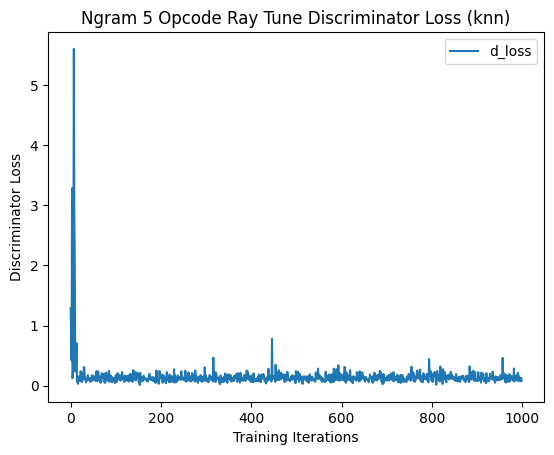 Ngram 5 Opcode Ray Tune Discriminator Loss (knn)
d_loss
Discriminator Loss
5
4
3
2
1
0
0 200 400 600 800 1000
Training Iterations